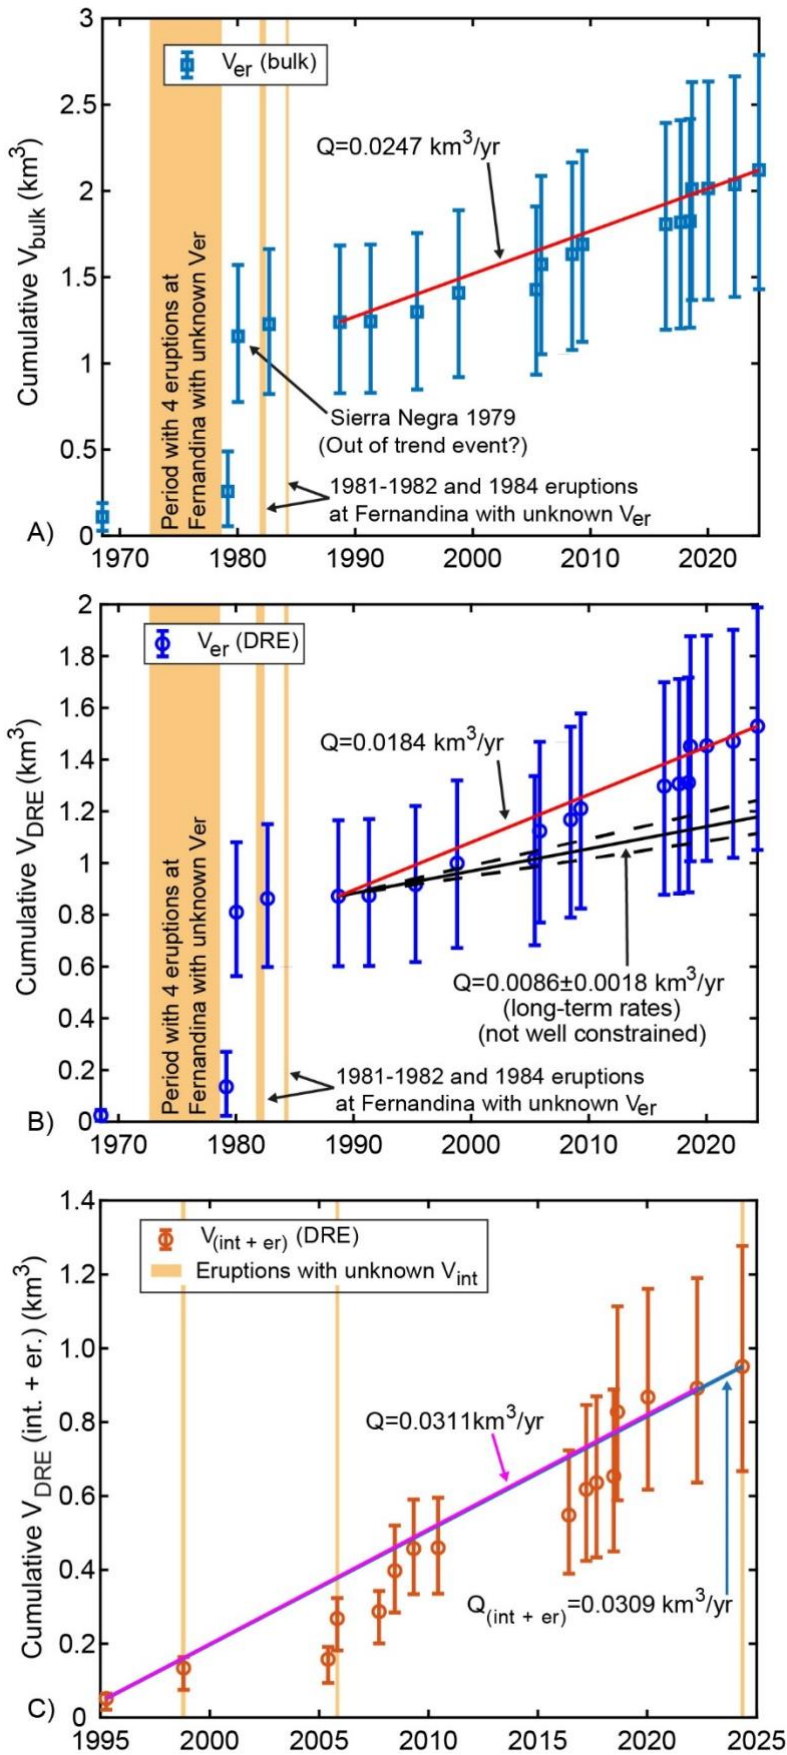 3
2.5
2
1.5
1
0.5
0
Cumulative V_bulk (km³)
V_er (bulk)
Q=0.0247 km³/yr
Period with 4 eruptions at
Fernandina with unknown Ver
Sierra Negra 1979
(Out of trend event?)
1981-1982 and 1984 eruptions
at Fernandina with unknown V_er
A)
1970 1980 1990 2000 2010 2020
2
1.8
1.6
1.4
1.2
1
0.8
0.6
0.4
0.2
0
Cumulative V_DRE (km³)
V_er (DRE)
Q=0.0184 km³/yr
Period with 4 eruptions at
Fernandina with unknown Ver
Q=0.0086±0.0018 km³/yr
(long-term rates)
(not well constrained)
1981-1982 and 1984 eruptions
at Fernandina with unknown V_er
B)
1970 1980 1990 2000 2010 2020
1.4
1.2
1.0
0.8
0.6
0.4
0.2
0
Cumulative V_DRE (int. + er.) (km³)
V_(int + er) (DRE)
Eruptions with unknown V_int
Q=0.0311km³/yr
Q_(int + er)=0.0309 km³/yr
C)
1995 2000 2005 2010 2015 2020 2025